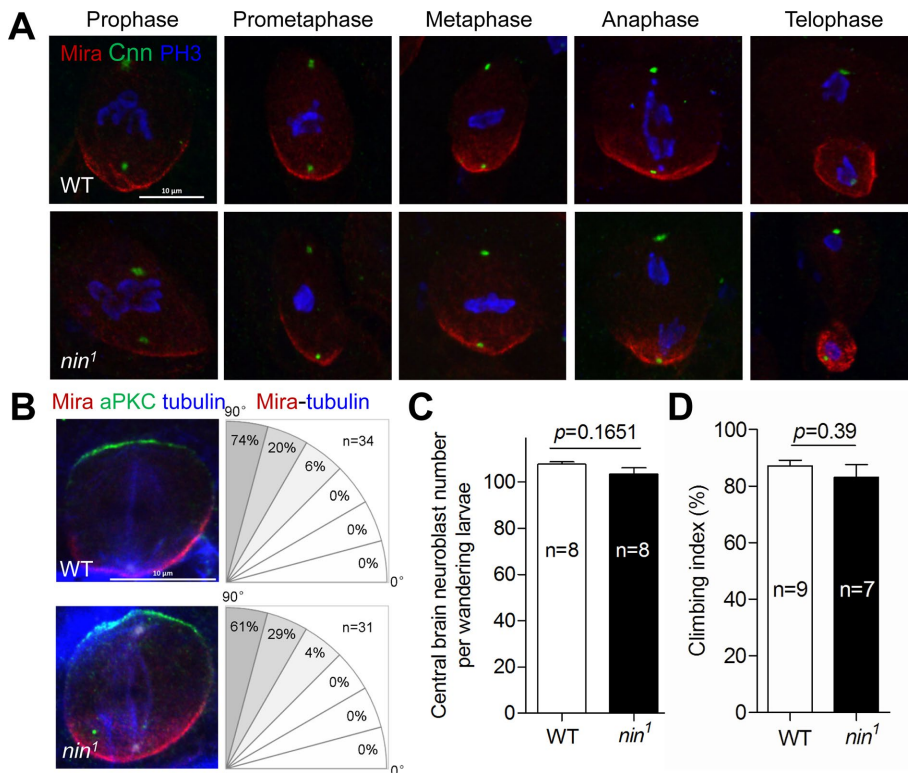 A
Prophase Prometaphase Metaphase Anaphase Telophase
Mira Cnn PH3
WT
10 µm
nin¹
B
Mira aPKC tubulin Mira-tubulin
WT
10 µm
90°
74% 20% 6% 0% 0% 0%
n=34
0°
nin¹
90°
61% 29% 4% 0% 0% 0%
n=31
0°
C
Central brain neuroblast number
per wandering larvae
p=0.1651
100
80
60
40
20
0
n=8 n=8
WT nin¹
D
Climbing index (%)
p=0.39
100
80
60
40
20
0
n=9 n=7
WT nin¹